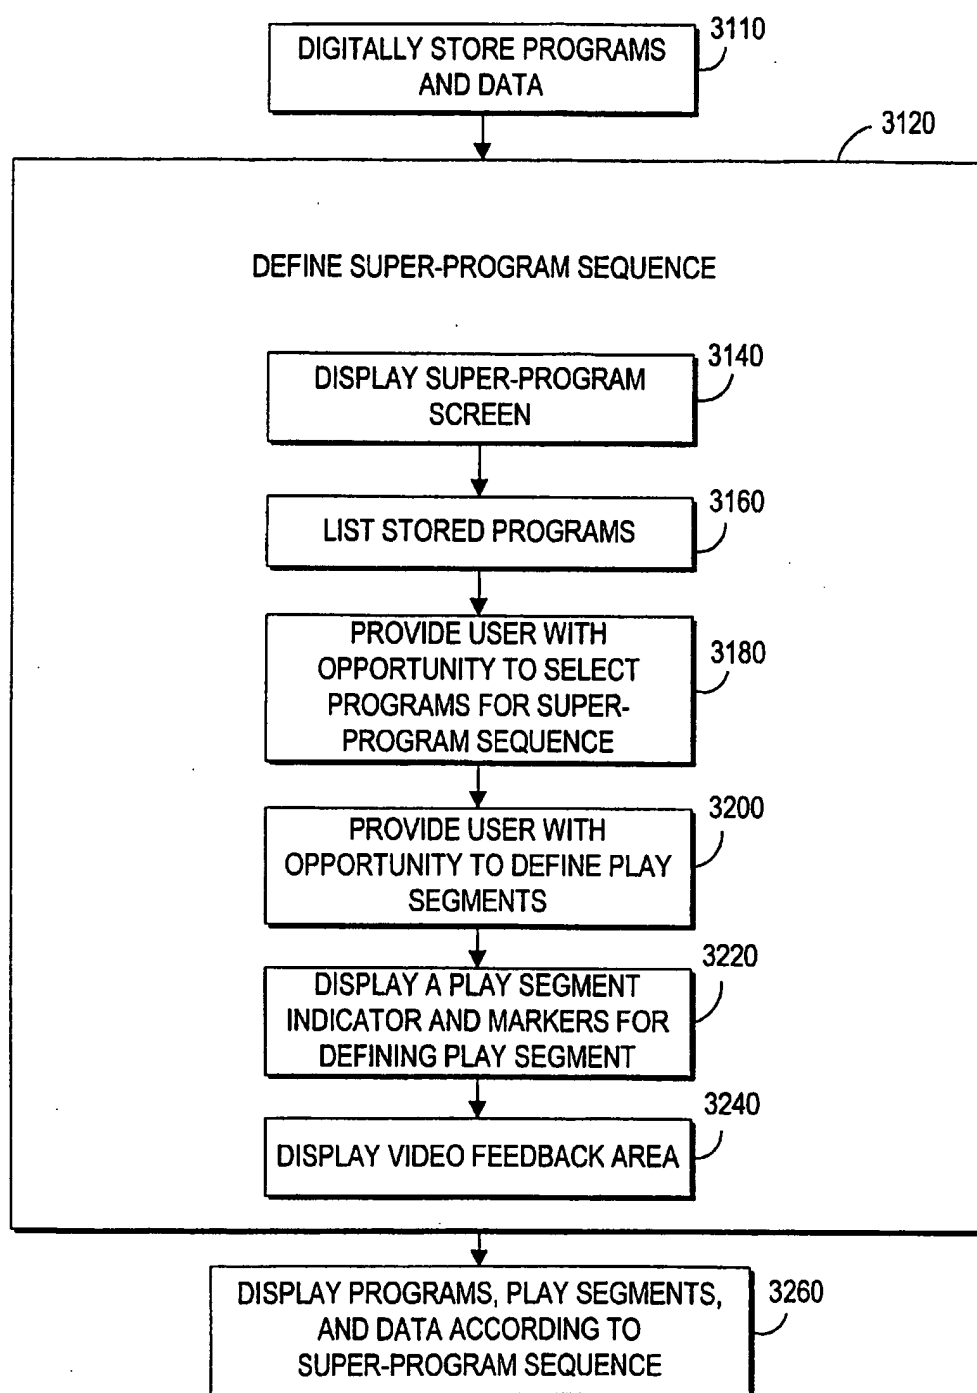 3110
DIGITALLY STORE PROGRAMS
AND DATA
3120
DEFINE SUPER-PROGRAM SEQUENCE
3140
DISPLAY SUPER-PROGRAM
SCREEN
3160
LIST STORED PROGRAMS
3180
PROVIDE USER WITH
OPPORTUNITY TO SELECT
PROGRAMS FOR SUPER-
PROGRAM SEQUENCE
3200
PROVIDE USER WITH
OPPORTUNITY TO DEFINE PLAY
SEGMENTS
3220
DISPLAY A PLAY SEGMENT
INDICATOR AND MARKERS FOR
DEFINING PLAY SEGMENT
3240
DISPLAY VIDEO FEEDBACK AREA
3260
DISPLAY PROGRAMS, PLAY SEGMENTS,
AND DATA ACCORDING TO
SUPER-PROGRAM SEQUENCE